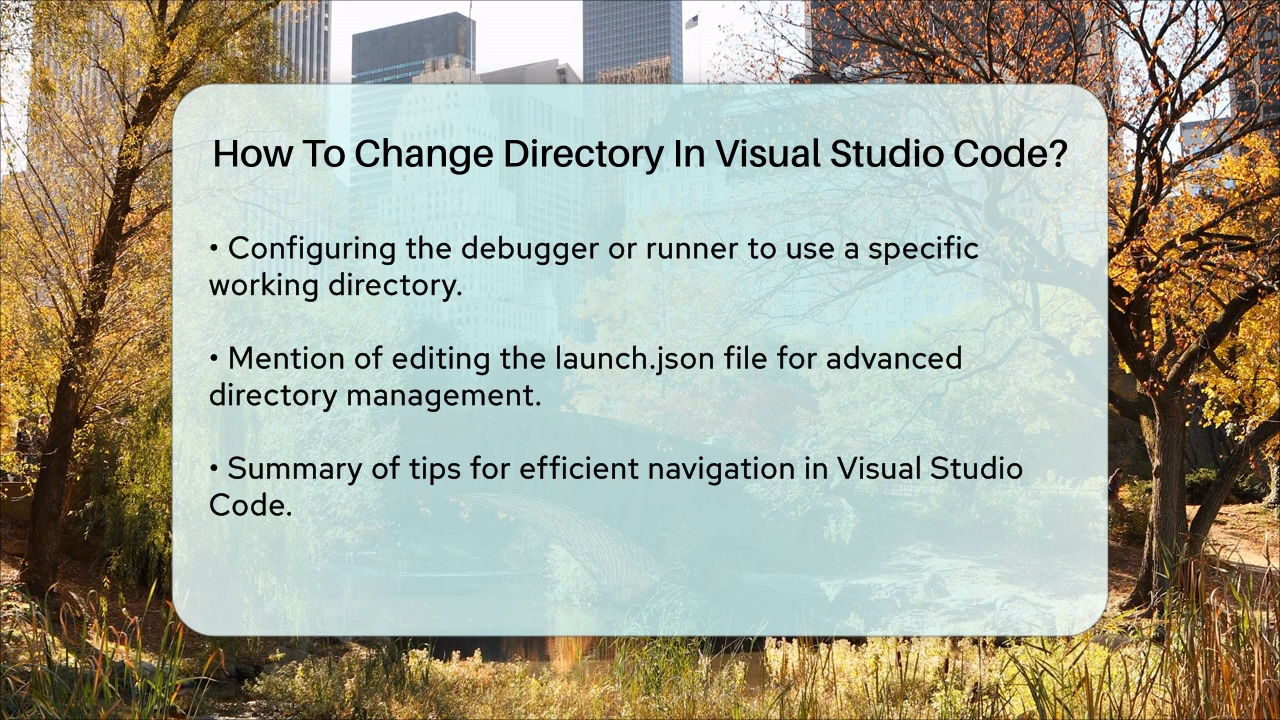 How To Change Directory In Visual Studio Code?
• Configuring the debugger or runner to use a specific
working directory.
• Mention of editing the launch.json file for advanced
directory management.
• Summary of tips for efficient navigation in Visual Studio
Code.